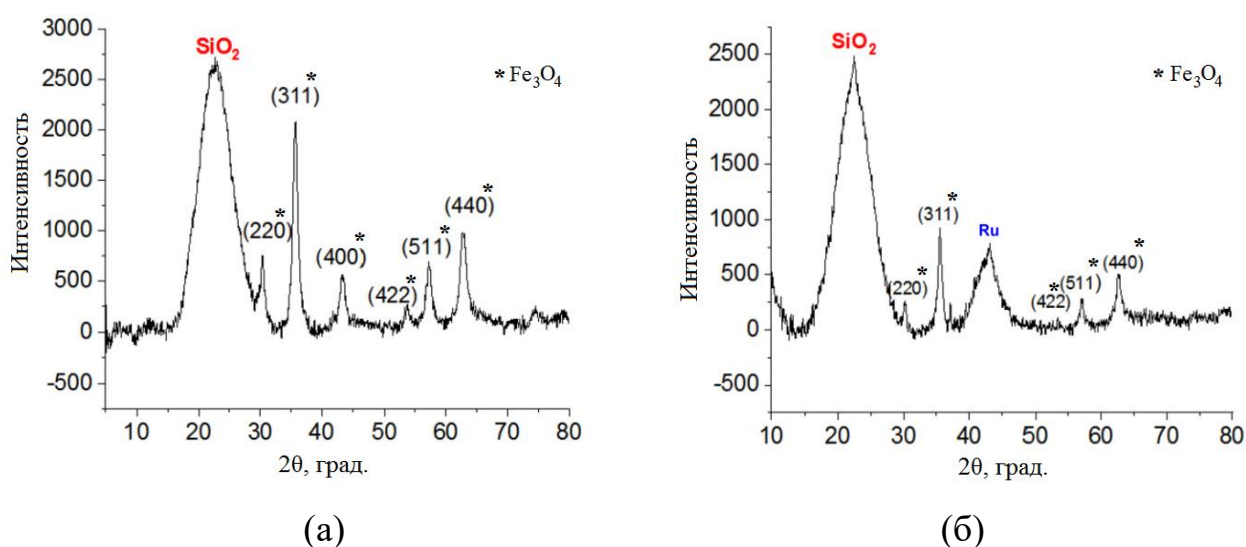 3000
2500
2000
1500
1000
500
0
-500
Интенсивность
SiO₂
(220)*
(311)*
(400)*
(422)*
(511)*
(440)*
* Fe₃O₄
10 20 30 40 50 60 70 80
2θ, град.
(а)
2500
2000
1500
1000
500
0
-500
Интенсивность
SiO₂
(220)*
(311)*
Ru
(422)*
(511)*
(440)*
* Fe₃O₄
10 20 30 40 50 60 70 80
2θ, град.
(б)